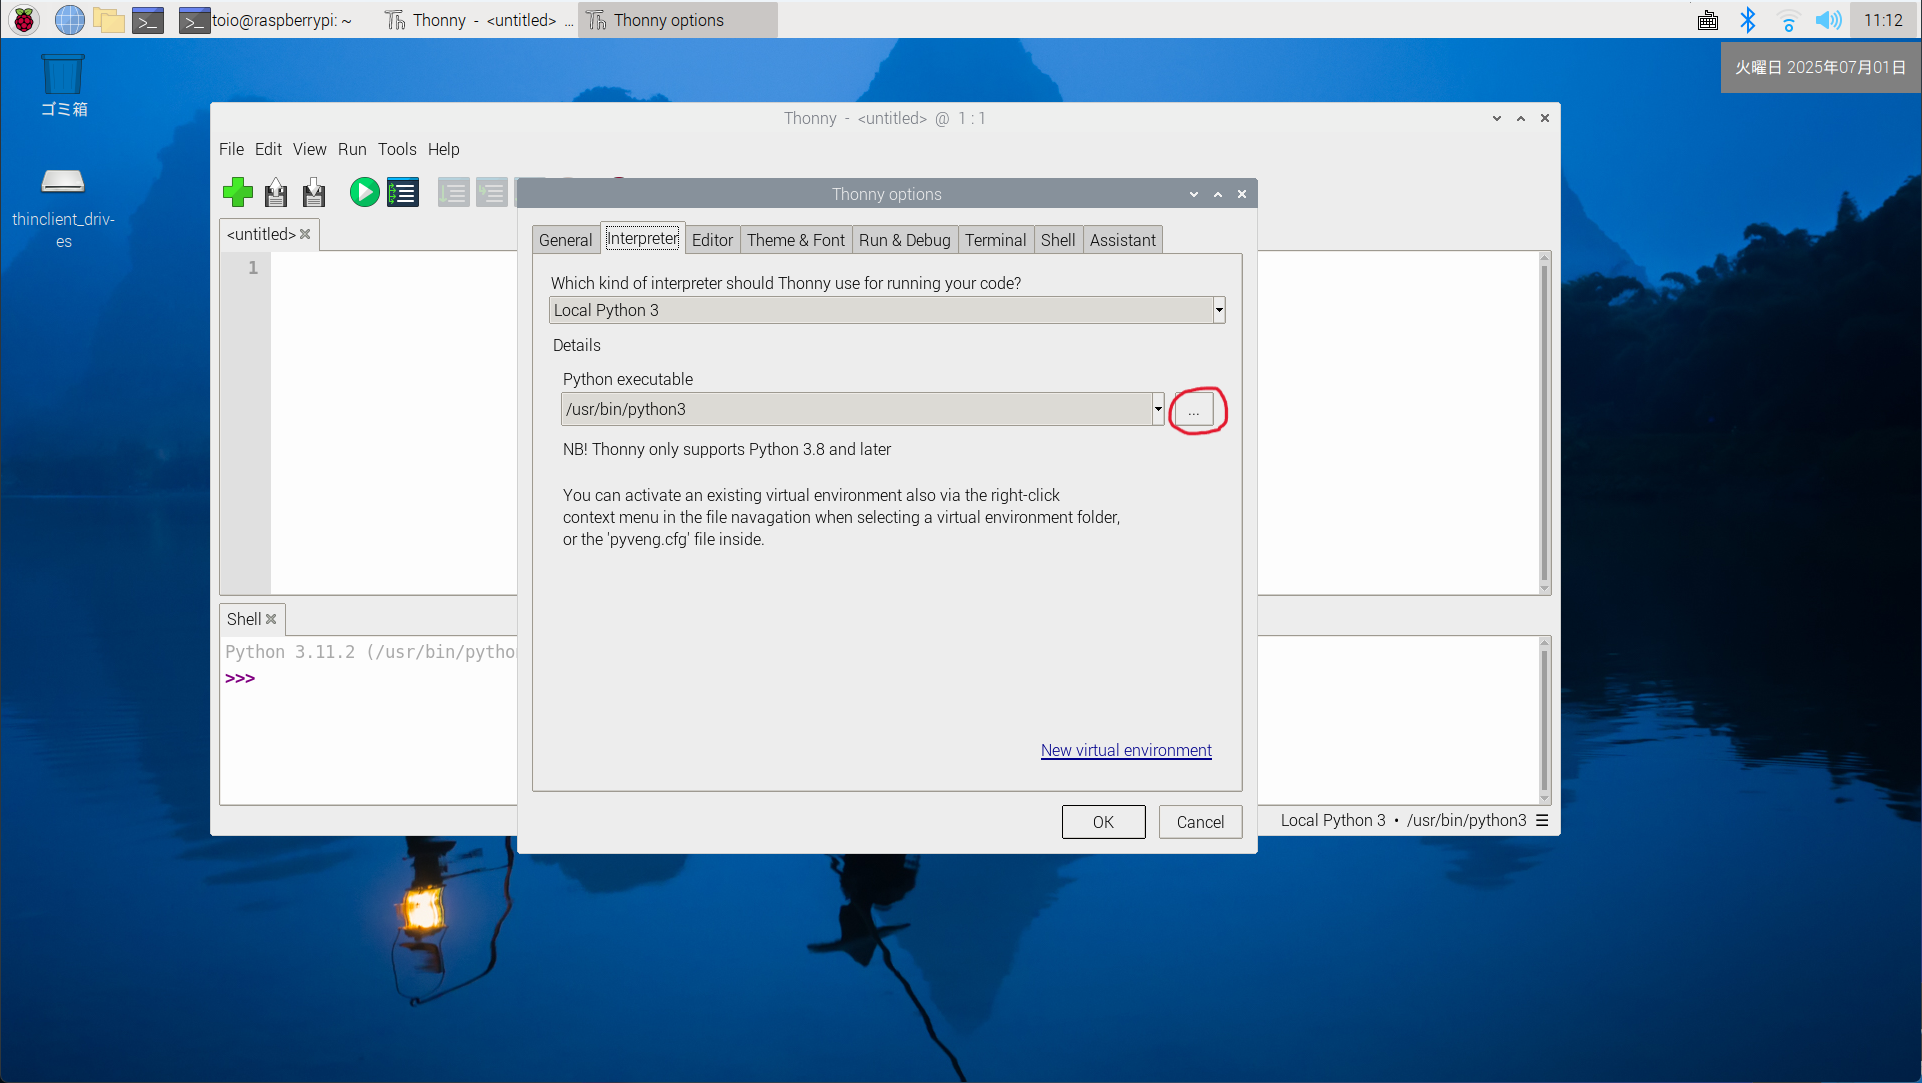 toio@raspberrypi: ~
Thonny - <untitled> ...
Thonny options
11:12
火曜日 2025年07月01日
ゴミ箱
thinclient_driv-
es
Thonny - <untitled> @ 1 : 1
File Edit View Run Tools Help
<untitled>
1
Thonny options
General Interpreter Editor Theme & Font Run & Debug Terminal Shell Assistant
Which kind of interpreter should Thonny use for running your code?
Local Python 3
Details
Python executable
/usr/bin/python3
...
NB! Thonny only supports Python 3.8 and later
You can activate an existing virtual environment also via the right-click
context menu in the file navagation when selecting a virtual environment folder,
or the 'pyveng.cfg' file inside.
New virtual environment
OK Cancel
Shell
Python 3.11.2 (/usr/bin/pytho
>>>
Local Python 3 • /usr/bin/python3